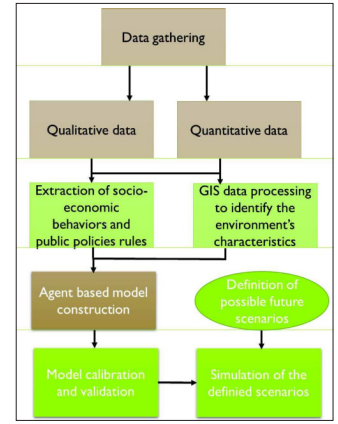 Data gathering
Qualitative data
Quantitative data
Extraction of socio-
economic
behaviors and
public policies rules
GIS data processing
to identify the
environment's
characteristics
Agent based model
construction
Definition of
possible future
scenarios
Model calibration
and validation
Simulation of the
definied scenarios